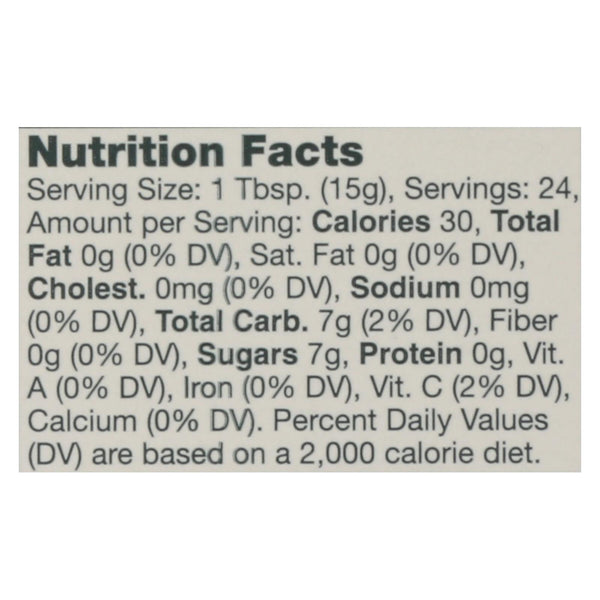 Nutrition Facts
Serving Size: 1 Tbsp. (15g), Servings: 24,
Amount per Serving: Calories 30, Total
Fat 0g (0% DV), Sat. Fat 0g (0% DV),
Cholest. 0mg (0% DV), Sodium 0mg
(0% DV), Total Carb. 7g (2% DV), Fiber
0g (0% DV), Sugars 7g, Protein 0g, Vit.
A (0% DV), Iron (0% DV), Vit. C (2% DV),
Calcium (0% DV). Percent Daily Values
(DV) are based on a 2,000 calorie diet.